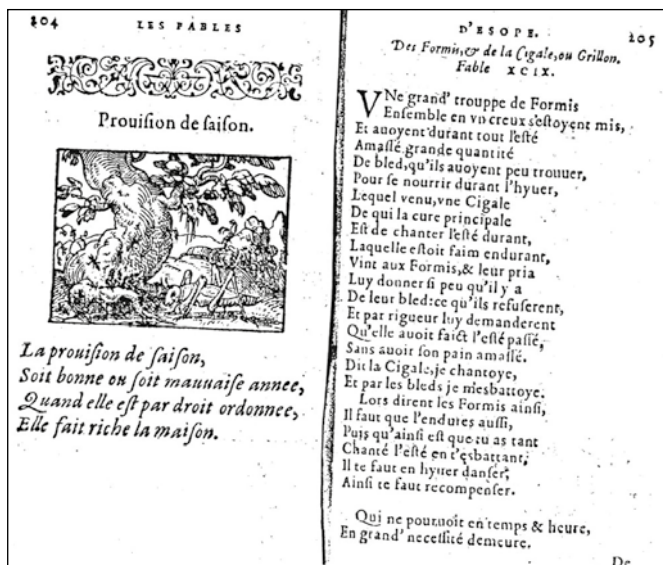 204
LES FABLES
Prouiſion de ſaiſon.
La prouiſion de ſaiſon,
Soit bonne ou ſoit mauuaiſe annee,
Quand elle eſt par droit ordonnee,
Elle fait riche la maiſon.
D'ESOPE.
205
Des Formis, & de la Cigale, ou Grillon.
Fable XCIX.
VNe grand' trouppe de Formis
Enſemble en vn creux s'eſtoyent mis,
Et auoyent durant tout l'eſté
Amaſſé grande quantité
De bled, qu'ils auoyent peu trouuer,
Pour ſe nourrir durant l'hyuer,
Lequel venu, vne Cigale
De qui la cure principale
Eſt de chanter l'eſté durant,
Laquelle eſtoit faim endurant,
Vint aux Formis, & leur pria
Luy donner ſi peu qu'il y a
De leur bled: ce qu'ils refuſerent,
Et par rigueur luy demanderent
Qu'elle auoit faict l'eſté paſſé,
Sans auoir ſon pain amaſſé.
Dit la Cigale, je chantoye,
Et par les bleds je m'esbattoye.
Lors dirent les Formis ainſi,
Il faut que l'endures auſſi,
Puis qu'ainſi eſt que tu as tant
Chanté l'eſté en t'esbattant,
Il te faut en hyuer danſer,
Ainſi te faut recompenſer.
Qui ne pouruoit en temps & heure,
En grand' neceſſité demeure.
De